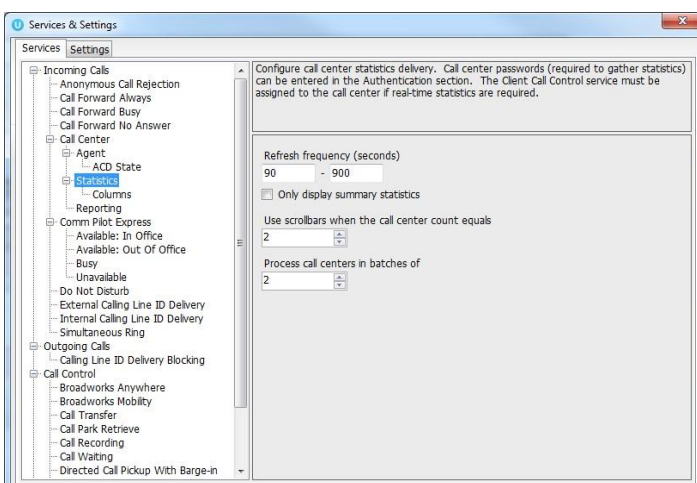 U Services & Settings
x
Services Settings
Incoming Calls
Anonymous Call Rejection
Call Forward Always
Call Forward Busy
Call Forward No Answer
Call Center
Agent
ACD State
Statistics
Columns
Reporting
Comm Pilot Express
Available: In Office
Available: Out Of Office
Busy
Unavailable
Do Not Disturb
External Calling Line ID Delivery
Internal Calling Line ID Delivery
Simultaneous Ring
Outgoing Calls
Calling Line ID Delivery Blocking
Call Control
Broadworks Anywhere
Broadworks Mobility
Call Transfer
Call Park Retrieve
Call Recording
Call Waiting
Directed Call Pickup With Barge-in
Configure call center statistics delivery. Call center passwords (required to gather statistics)
can be entered in the Authentication section. The Client Call Control service must be
assigned to the call center if real-time statistics are required.
Refresh frequency (seconds)
90 - 900
Only display summary statistics
Use scrollbars when the call center count equals
2
Process call centers in batches of
2